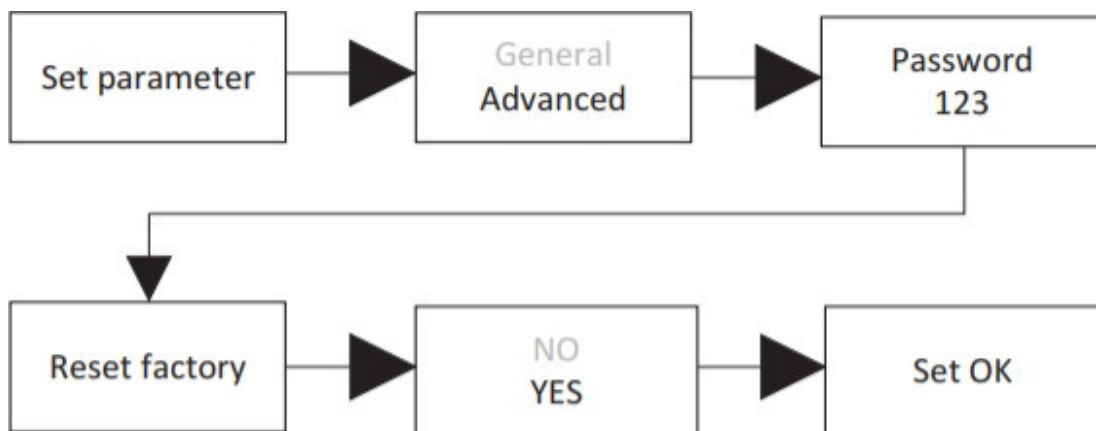 Set parameter
General
Advanced
Password
123
Reset factory
NO
YES
Set OK